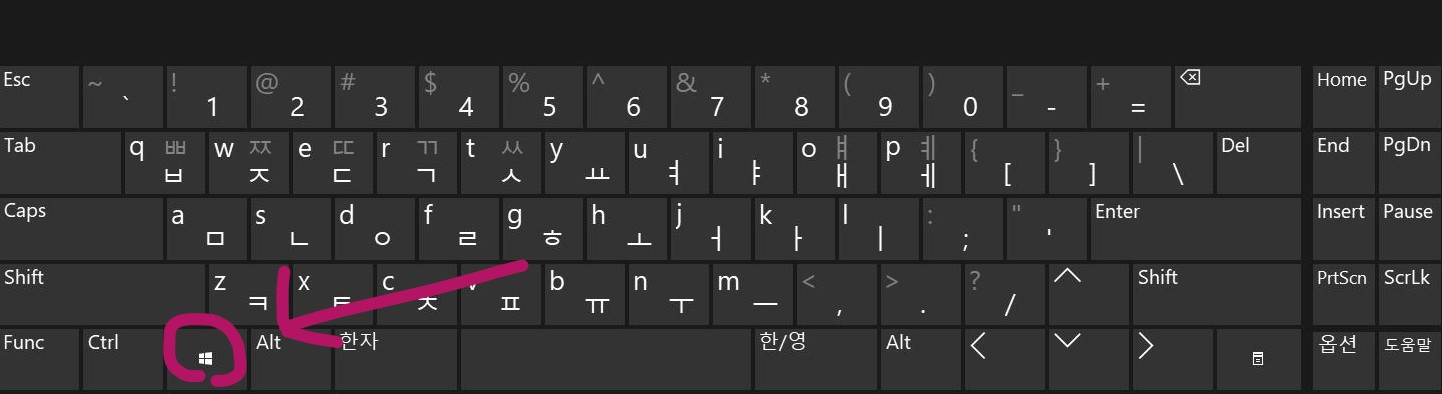 Esc ~ ` ! 1 @ 2 # 3 $ 4 % 5 ^ 6 & 7 * 8 ( 9 ) 0 _ - + = Home PgUp
Tab q ㅃ ㅂ w ㅉ ㅈ e ㄸ ㄷ r ㄲ ㄱ t ㅆ ㅅ y ㅛ u ㅕ i ㅑ o ㅒ ㅐ p ㅖ ㅔ { [ } ] | \ Del End PgDn
Caps a ㅁ s ㄴ d ㅇ f ㄹ g ㅎ h ㅗ j ㅓ k ㅏ l ㅣ : ; " ' Enter Insert Pause
Shift z ㅋ x ㅌ c ㅊ v ㅍ b ㅠ n ㅜ m ㅡ < , > . ? / Shift PrtScn ScrLk
Func Ctrl Alt 한자 한/영 Alt 옵션 도움말